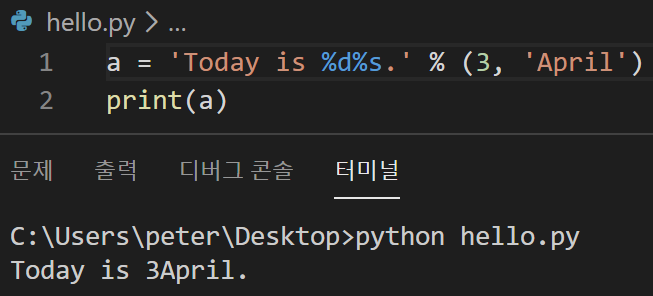 hello.py > ...
1 a = 'Today is %d%s.' % (3, 'April')
2 print(a)
문제 출력 디버그 콘솔 터미널
C:\Users\peter\Desktop>python hello.py
Today is 3April.